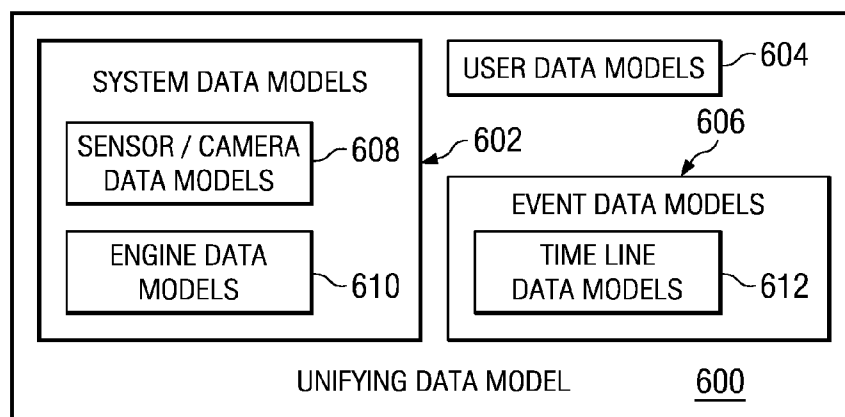 SYSTEM DATA MODELS
SENSOR / CAMERA
DATA MODELS
608
ENGINE DATA
MODELS
610
602
USER DATA MODELS
604
606
EVENT DATA MODELS
TIME LINE
DATA MODELS
612
UNIFYING DATA MODEL
600